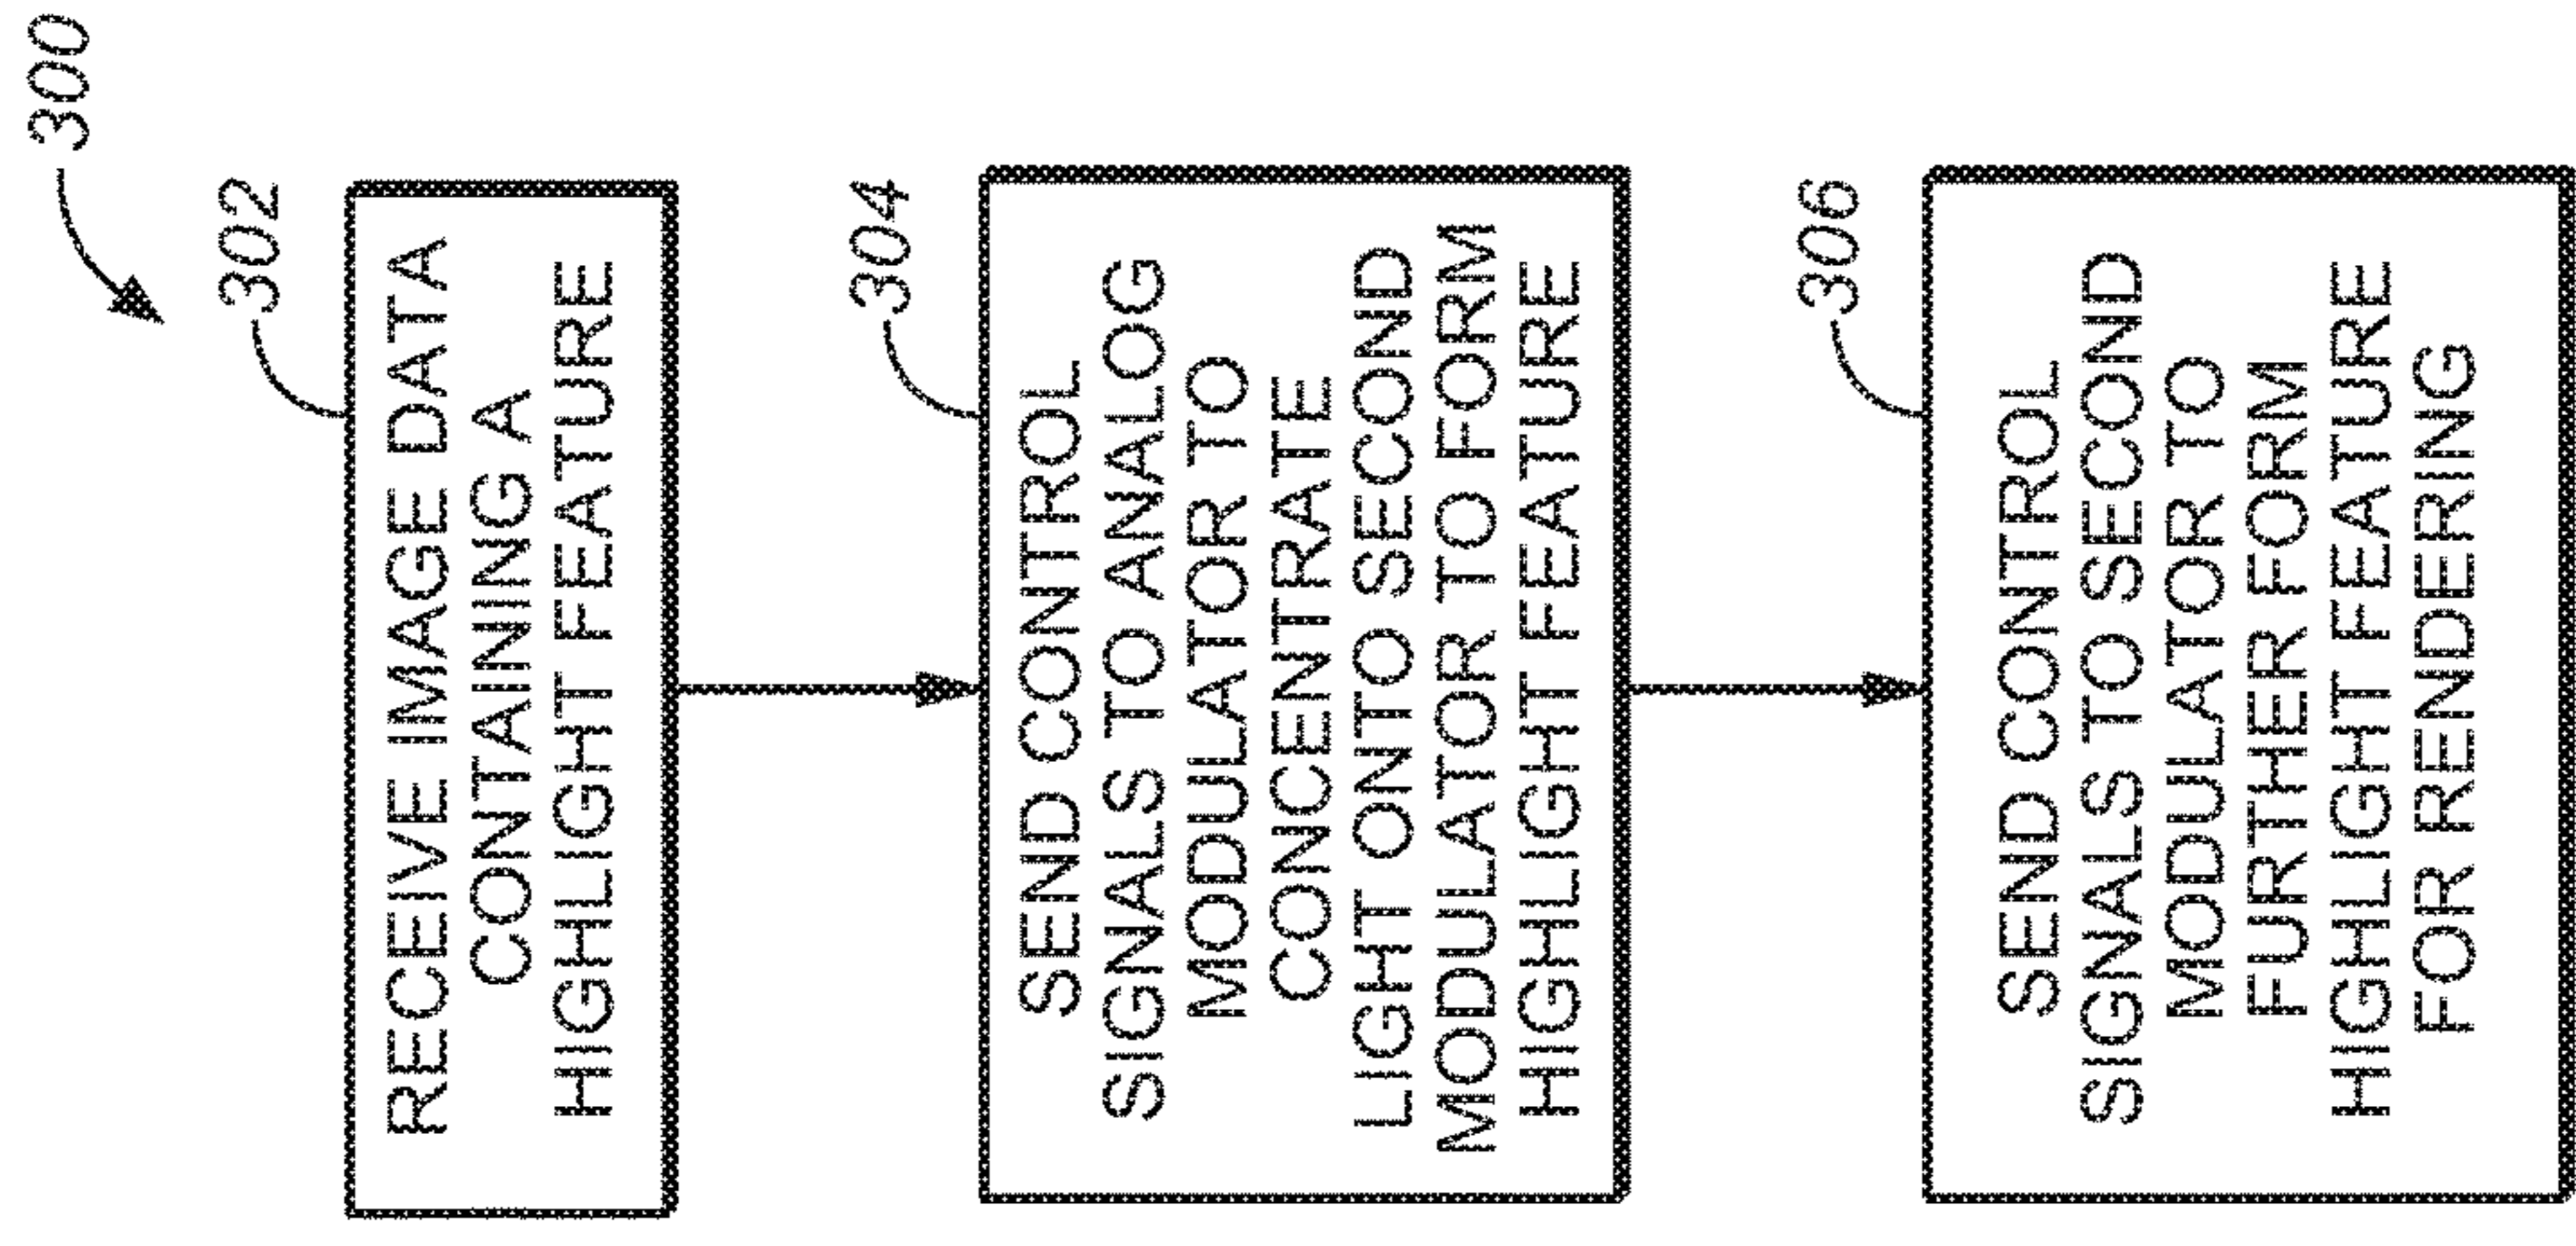 300
302
RECEIVE IMAGE DATA
CONTAINING A
HIGHLIGHT FEATURE
304
SEND CONTROL
SIGNALS TO ANALOG
MODULATOR TO
CONCENTRATE
LIGHT ONTO SECOND
MODULATOR TO FORM
HIGHLIGHT FEATURE
306
SEND CONTROL
SIGNALS TO SECOND
MODULATOR TO
FURTHER FORM
HIGHLIGHT FEATURE
FOR RENDERING